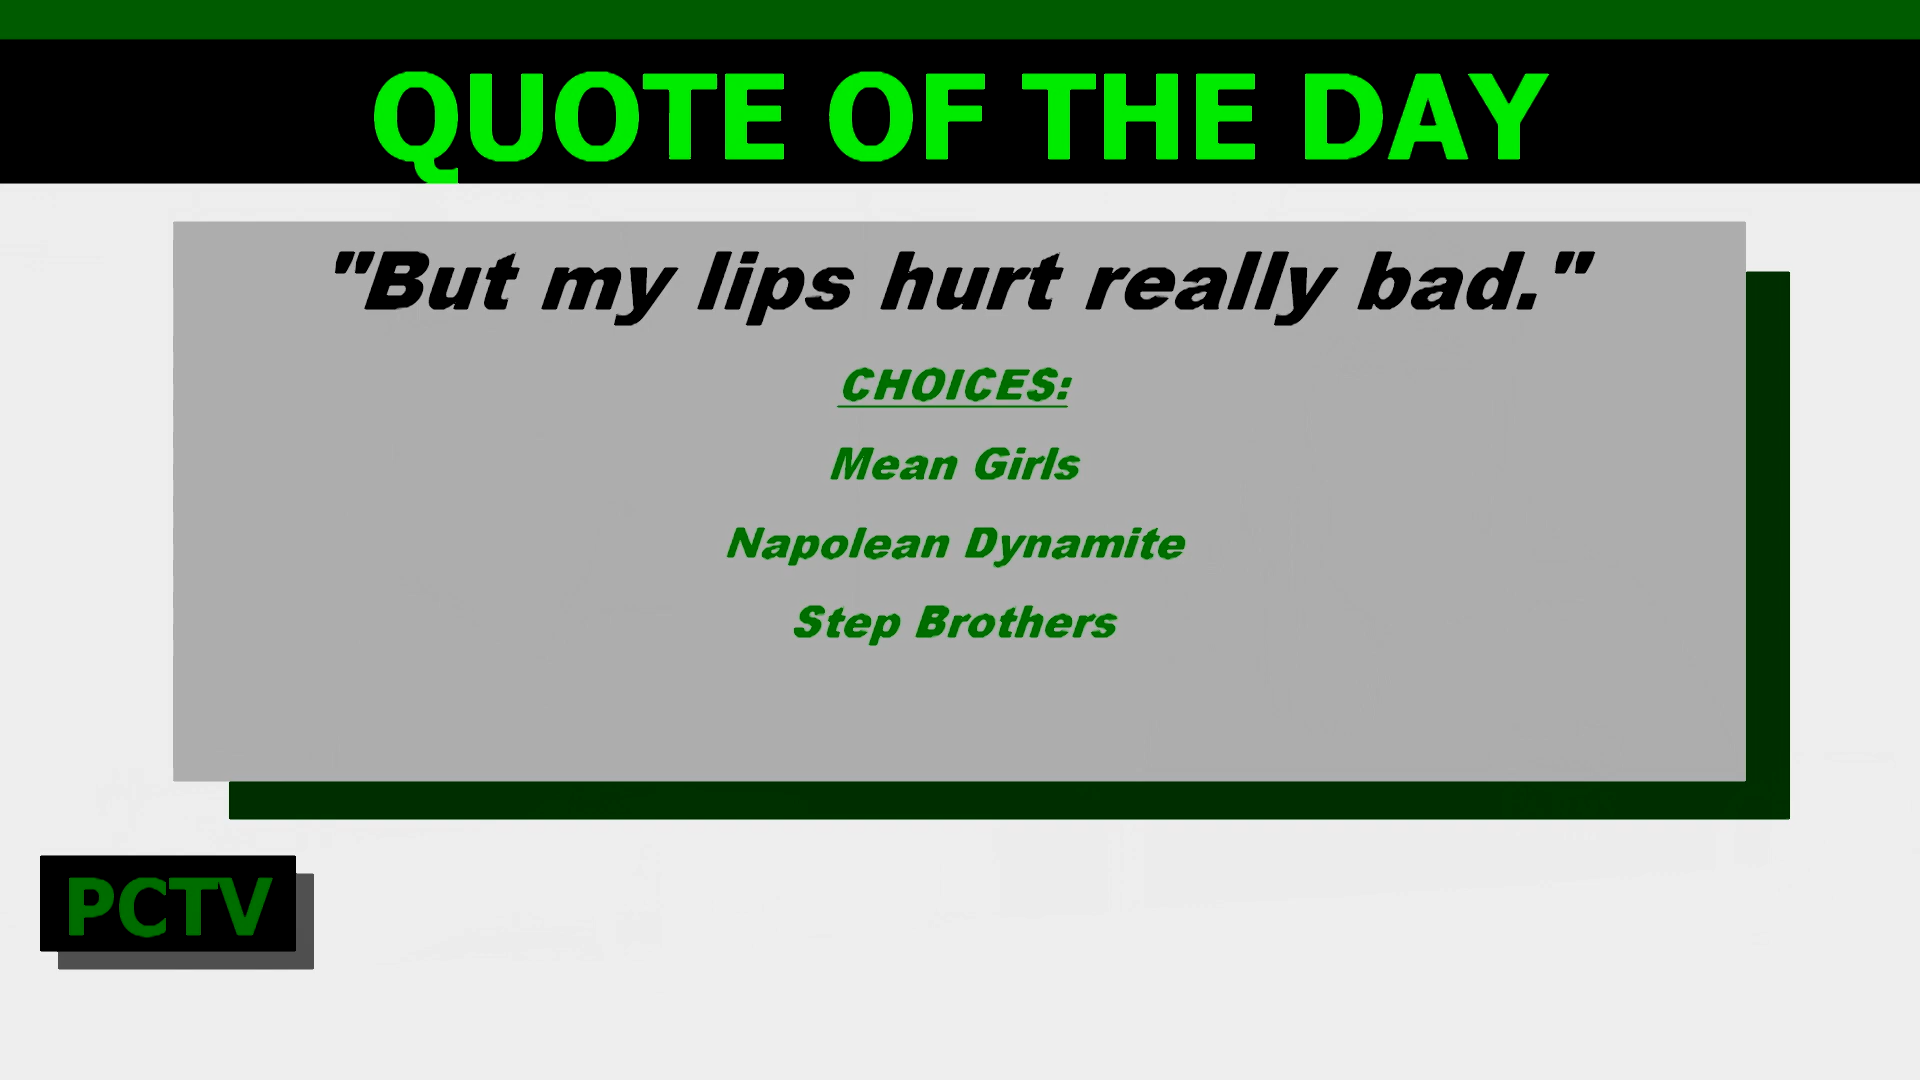 QUOTE OF THE DAY
"But my lips hurt really bad."
CHOICES:
Mean Girls
Napolean Dynamite
Step Brothers
PCTV